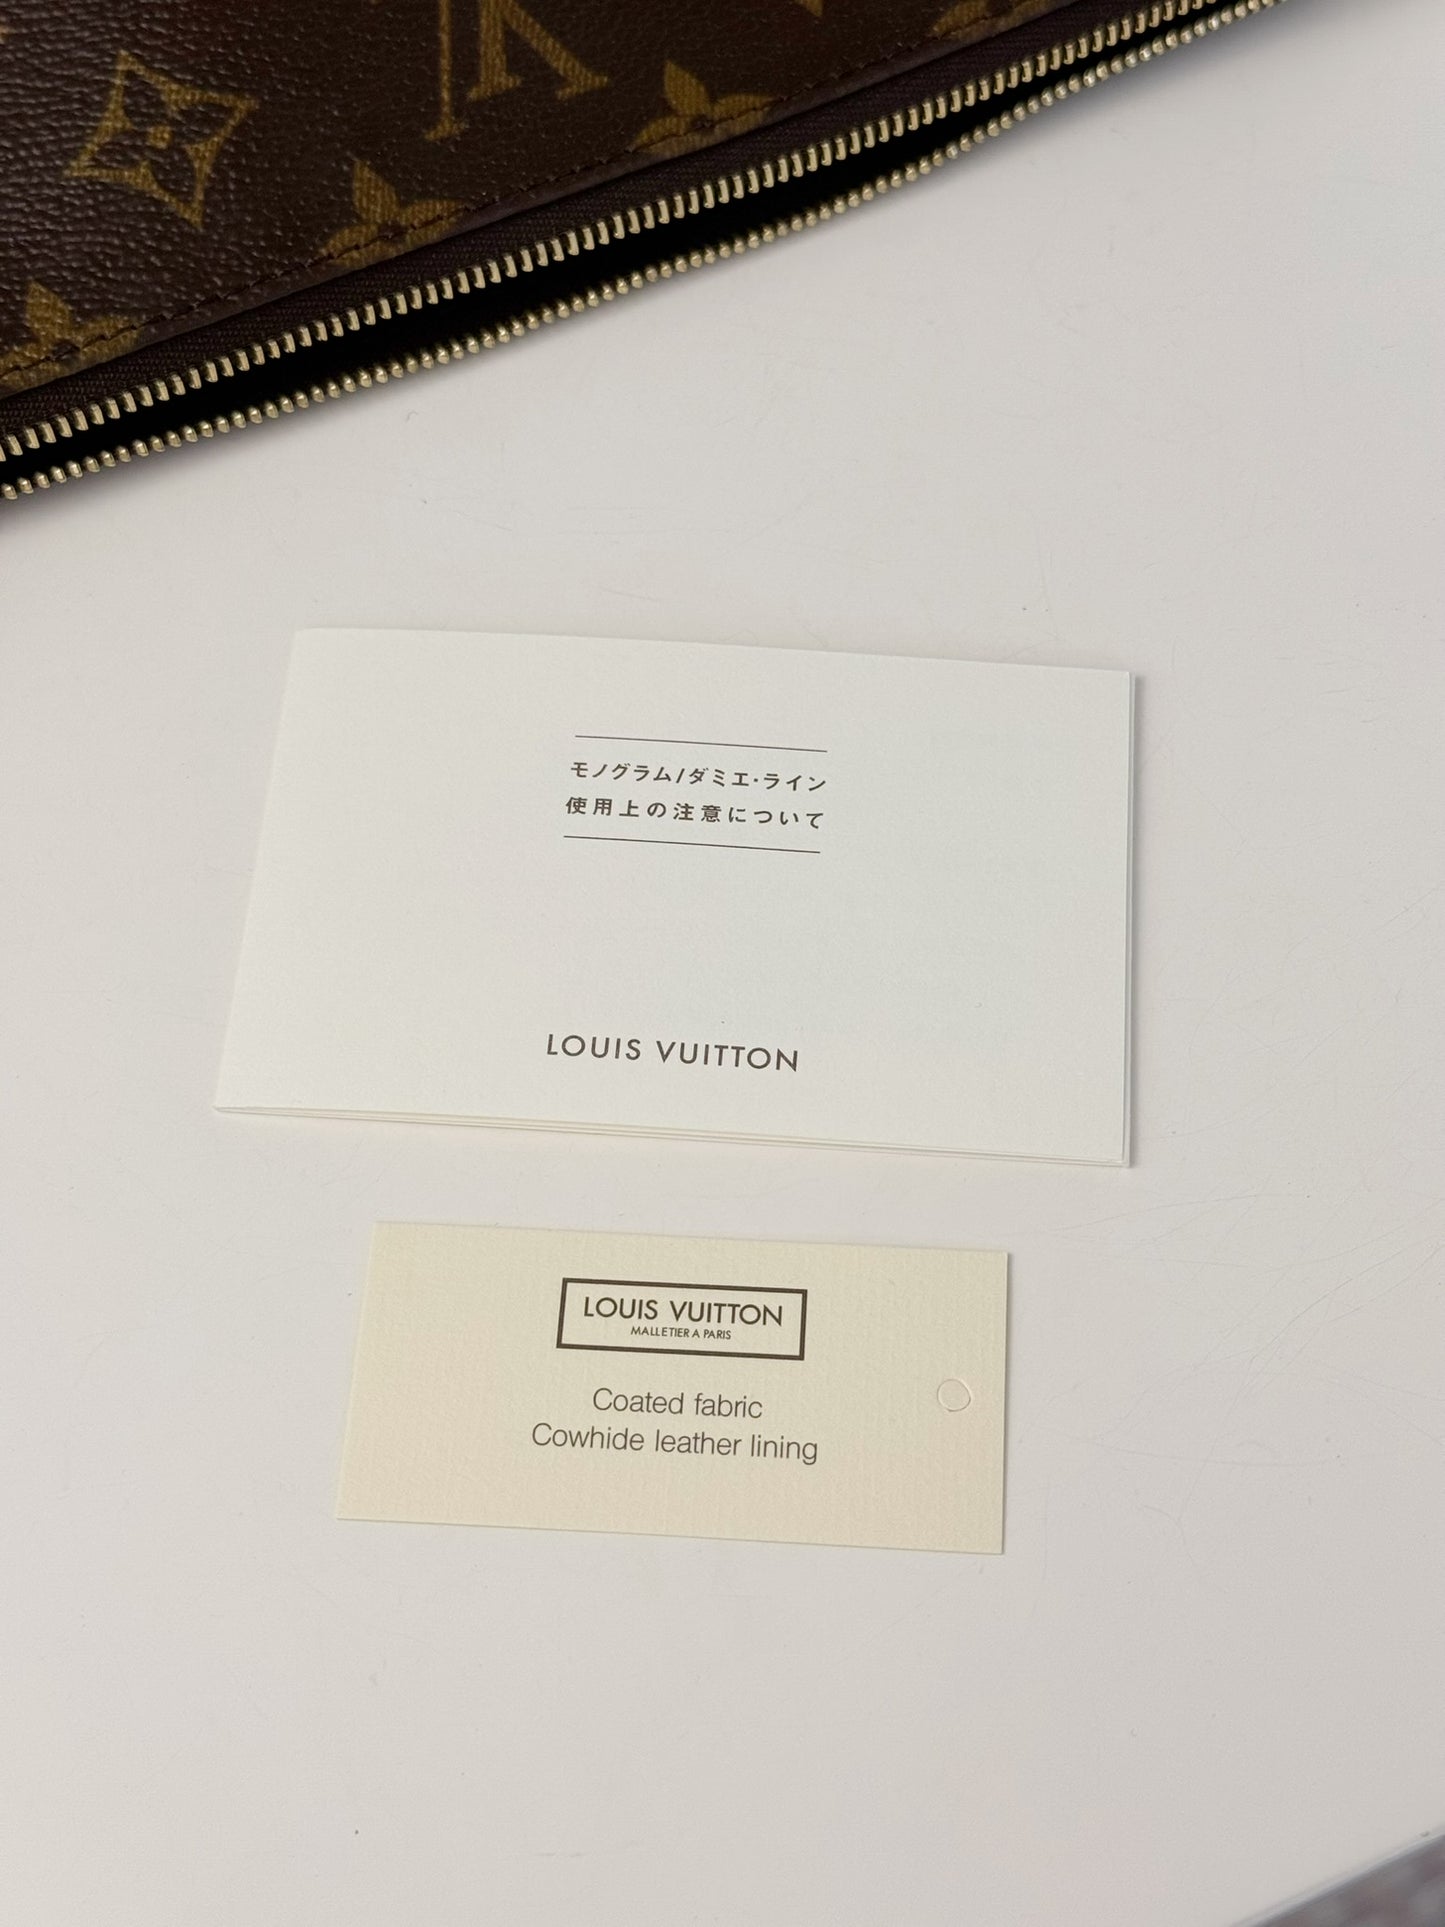 モノグラム/ダミエ・ライン
使用上の注意について
LOUIS VUITTON
LOUIS VUITTON
MALLETIER A PARIS
Coated fabric
Cowhide leather lining